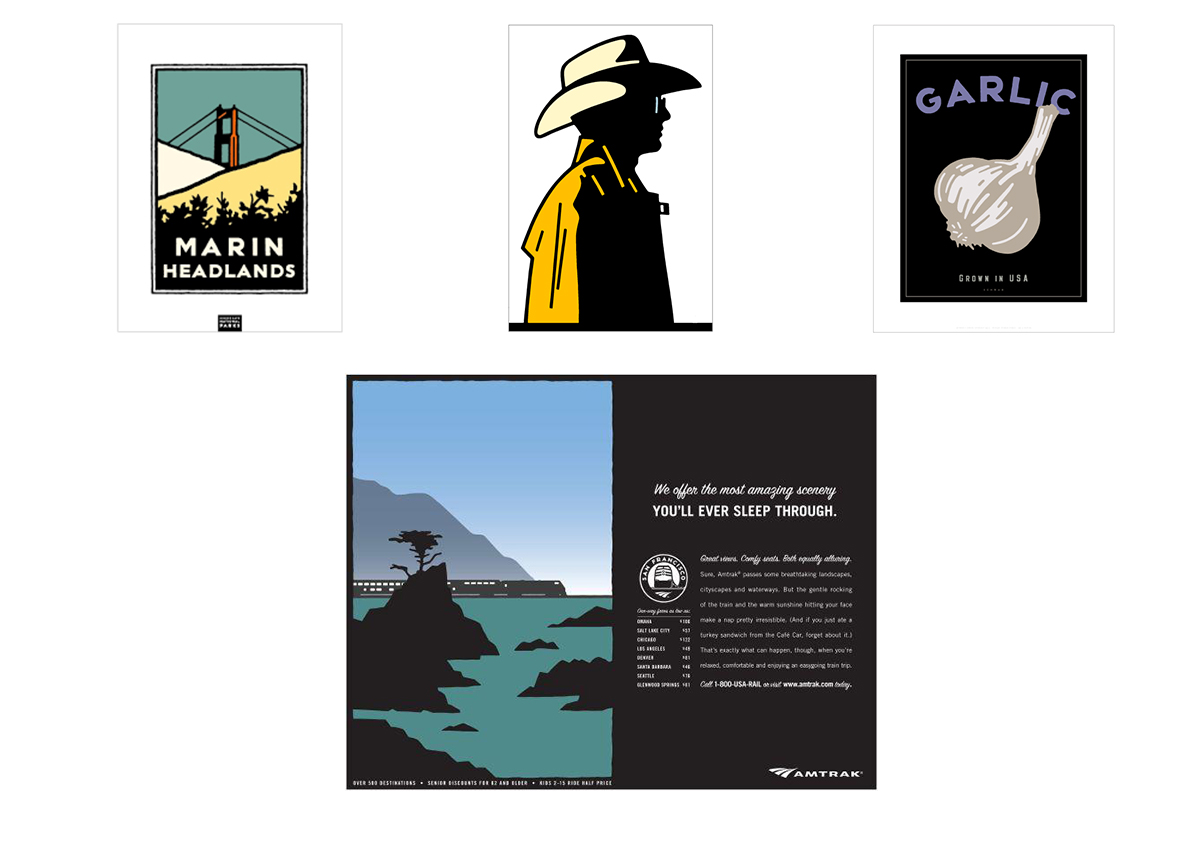 MARIN
HEADLANDS
NATIONAL
PARKS
GARLIC
GROWN IN USA
We offer the most amazing scenery
YOU'LL EVER SLEEP THROUGH.
SAN FRANCISCO
Great views. Comfy seats. Both equally alluring.
Sure, Amtrak® passes some breathtaking landscapes,
cityscapes and waterways. But the gentle rocking
of the train and the warm sunshine hitting your face
make a nap pretty irresistible. (And if you just ate a
turkey sandwich from the Café Car, forget about it.)
That's exactly what can happen, though, when you're
relaxed, comfortable and enjoying an easygoing train trip.
Call 1-800-USA-RAIL or visit www.amtrak.com today.
One-way fares as low as:
OMAHA
SALT LAKE CITY $57
CHICAGO $122
LOS ANGELES $49
DENVER $81
SANTA BARBARA $46
SEATTLE $78
GLENWOOD SPRINGS $61
AMTRAK®
OVER 500 DESTINATIONS • SENIOR DISCOUNTS FOR 62 AND OLDER • KIDS 2-15 RIDE HALF PRICE